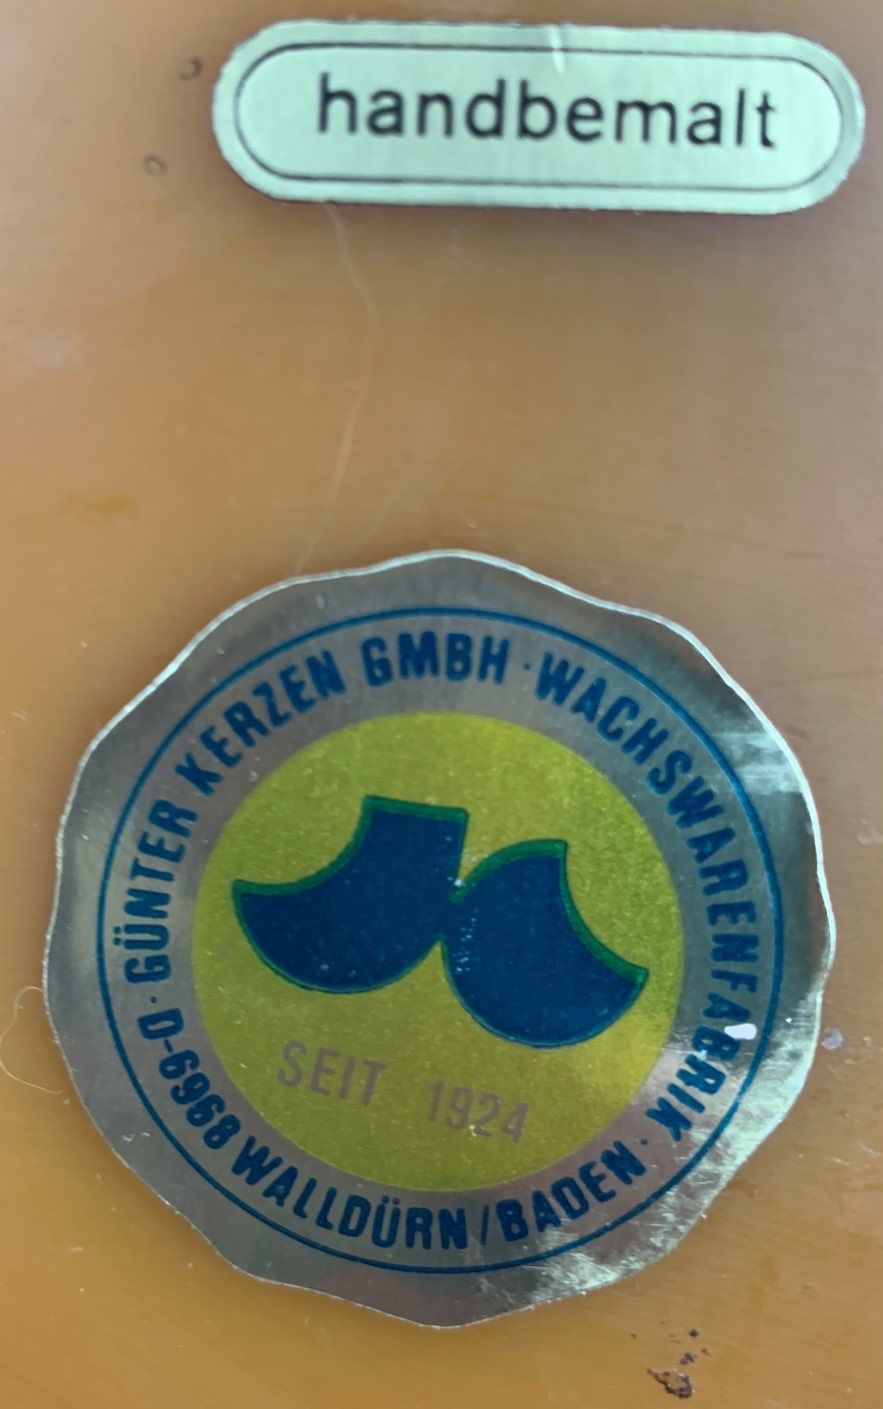 handbemalt
GÜNTER KERZEN GMBH · WACHSWARENFABRIK ·
D-6968 WALLDÜRN/BADEN ·
SEIT 1924